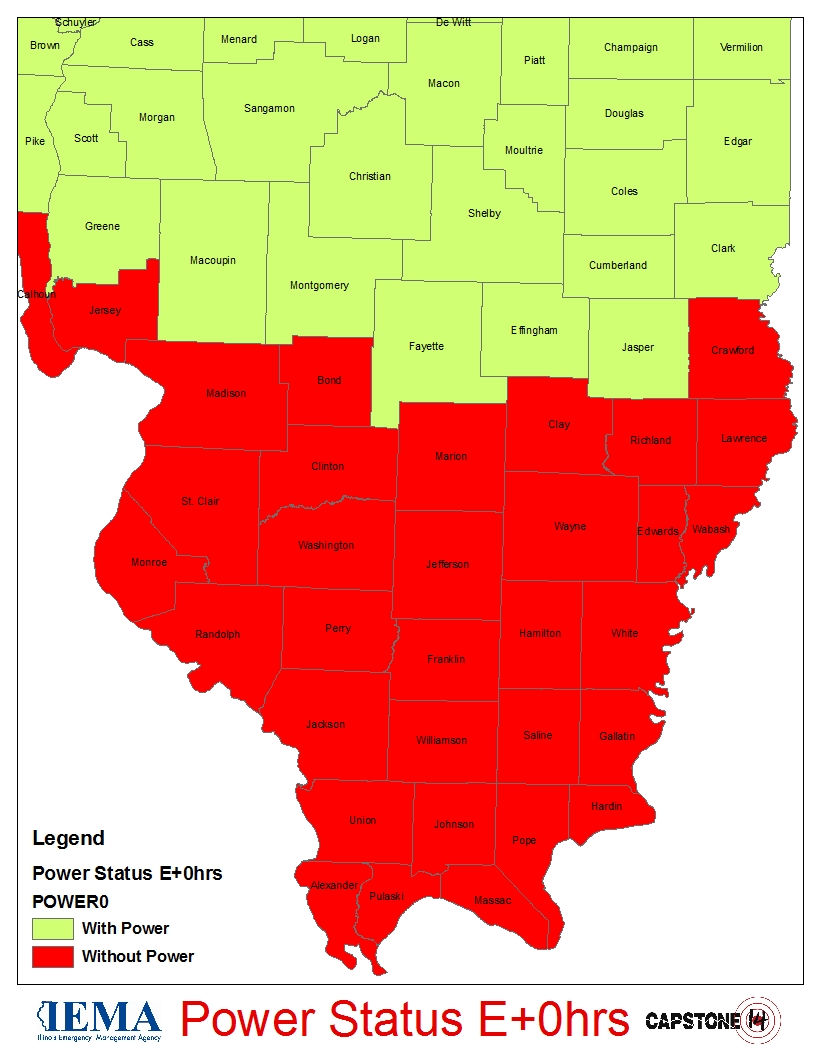 Schuyler
De Witt
Brown
Cass
Menard
Logan
Piatt
Champaign
Vermilion
Macon
Pike
Scott
Morgan
Sangamon
Douglas
Edgar
Moultrie
Christian
Coles
Shelby
Greene
Macoupin
Clark
Cumberland
Montgomery
Calhoun
Jersey
Fayette
Effingham
Jasper
Crawford
Madison
Bond
Clay
Richland
Lawrence
Clinton
Marion
St. Clair
Wayne
Edwards
Wabash
Washington
Monroe
Jefferson
Randolph
Perry
Hamilton
White
Franklin
Jackson
Williamson
Saline
Gallatin
Union
Johnson
Pope
Hardin
Alexander
Pulaski
Massac
Legend
Power Status E+0hrs
POWER0
With Power
Without Power
IEMA
Illinois Emergency Management Agency
Power Status E+0hrs
CAPSTONE 14